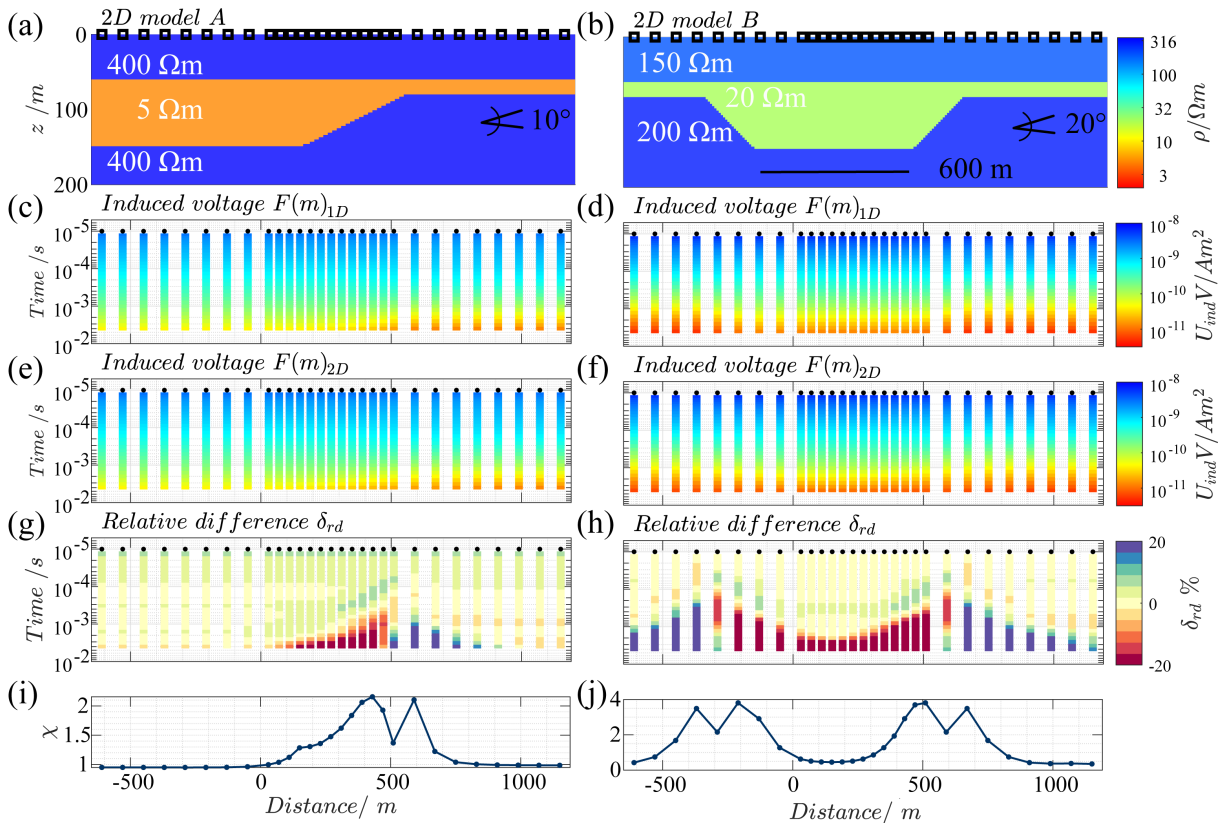 (a) 2D model A
0
100
200
z /m
400 Ωm
5 Ωm
400 Ωm
10°
(b) 2D model B
150 Ωm
20 Ωm
200 Ωm
20°
600 m
316
100
32
10
3
ρ/Ωm
(c) Induced voltage F(m)1D
10-5
10-4
10-3
10-2
Time /s
(d) Induced voltage F(m)1D
10-8
10-9
10-10
10-11
UindV/Am2
(e) Induced voltage F(m)2D
10-5
10-4
10-3
10-2
Time /s
(f) Induced voltage F(m)2D
10-8
10-9
10-10
10-11
UindV/Am2
(g) Relative difference δrd
10-5
10-4
10-3
10-2
Time /s
(h) Relative difference δrd
20
0
-20
δrd %
(i)
2
1.5
1
χ
-500 0 500 1000
Distance/ m
(j)
4
2
0
-500 0 500 1000
Distance/ m